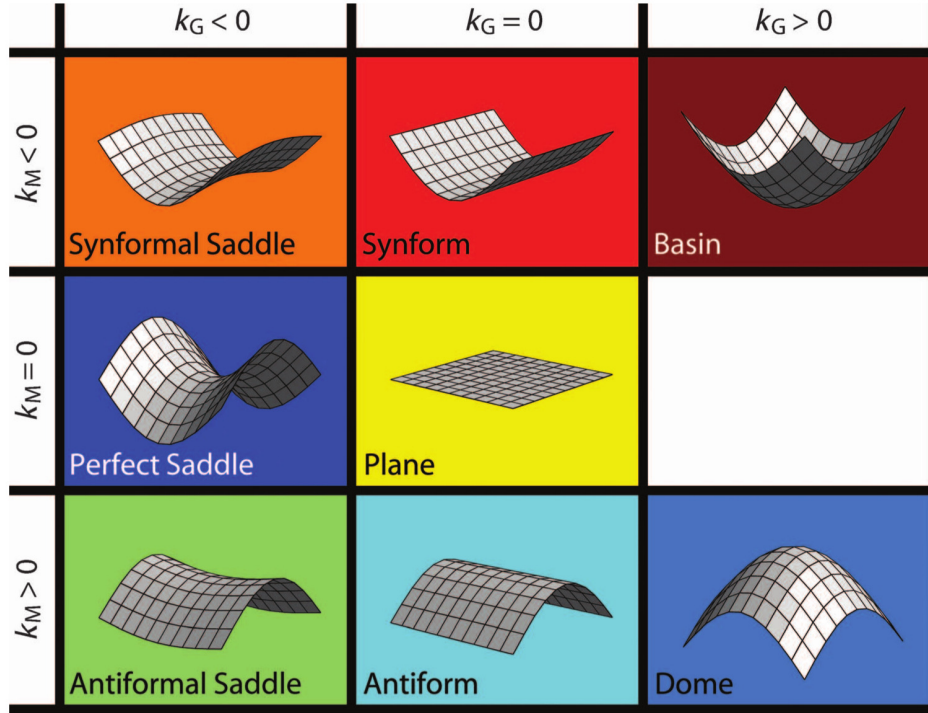 kG < 0
kG = 0
kG > 0
kM < 0
Synformal Saddle
Synform
Basin
kM = 0
Perfect Saddle
Plane
kM > 0
Antiformal Saddle
Antiform
Dome